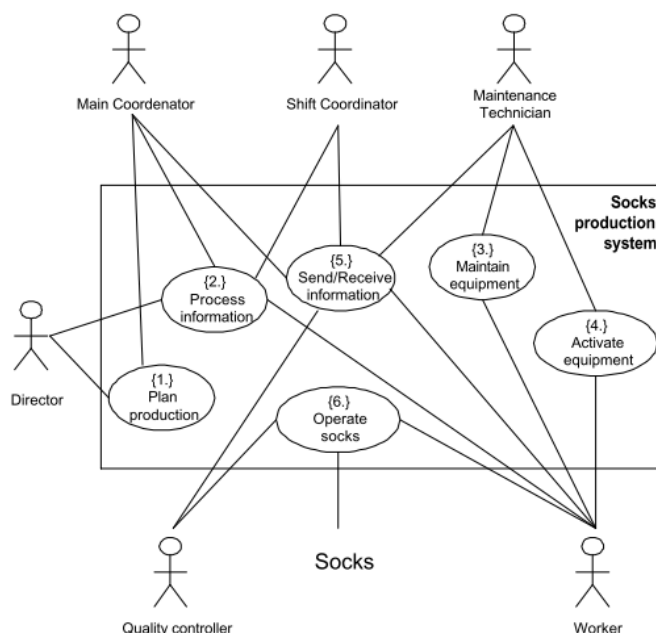 Main Coordenator
Shift Coordinator
Maintenance
Technician
Socks
production
system
{5.}
Send/Receive
information
{3.}
Maintain
equipment
{2.}
Process
information
{4.}
Activate
equipment
Director
{1.}
Plan
production
{6.}
Operate
socks
Socks
Quality controller
Worker